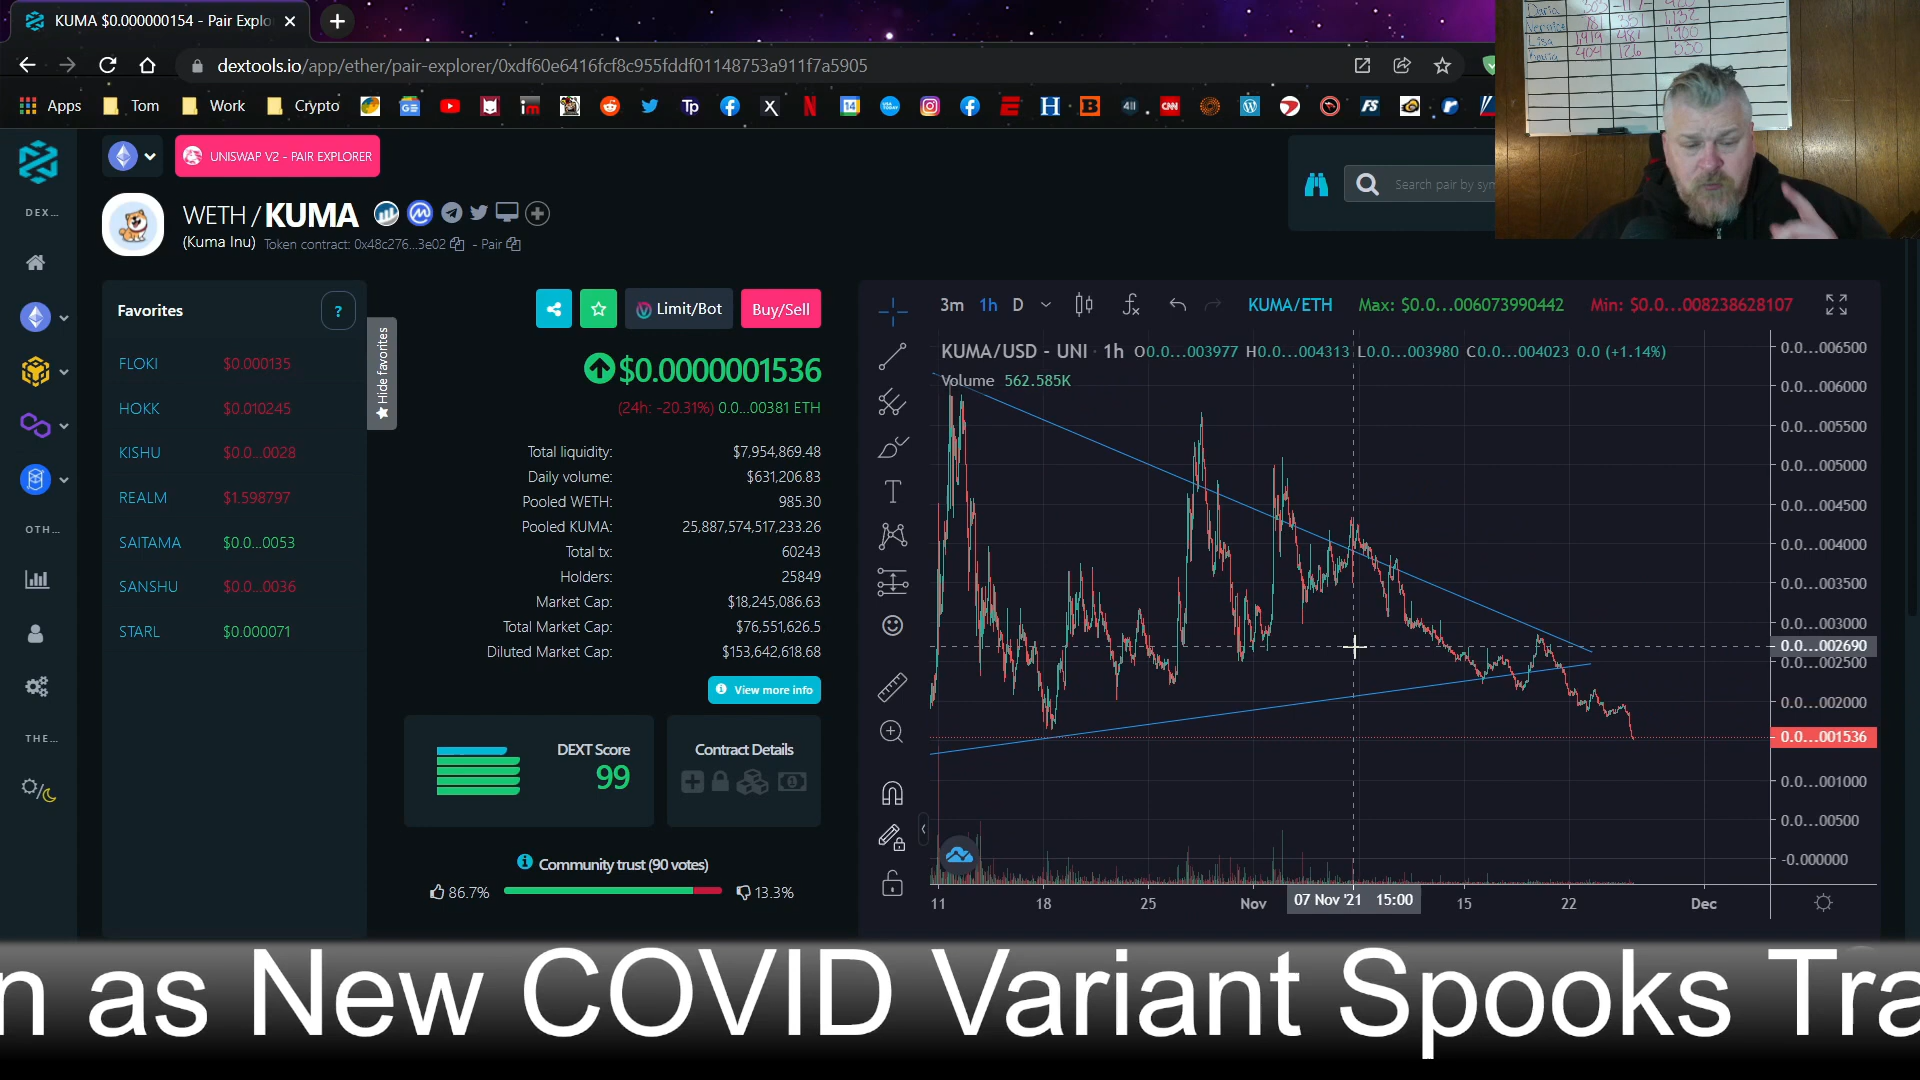 KUMA $0.000000154 - Pair Explo
dextools.io/app/ether/pair-explorer/0xdf60e6416fcf8c955fddf01148753a911f7a5905
Apps Tom Work Crypto
Daria 303 -117-
Lisa 1,419 481 1,900
404 126 530
UNISWAP V2 - PAIR EXPLORER
WETH / KUMA
(Kuma Inu) Token contract: 0x48c276...3e02 - Pair
Search pair by sym
DEX...
OTH...
THE...
Favorites ?
Hide favorites
FLOKI $0.000135
HOKK $0.010245
KISHU $0.0...0028
REALM $1.598797
SAITAMA $0.0...0053
SANSHU $0.0...0036
STARL $0.000071
Limit/Bot Buy/Sell
$0.0000001536
(24h: -20.31%) 0.0...00381 ETH
Total liquidity: $7,954,869.48
Daily volume: $631,206.83
Pooled WETH: 985.30
Pooled KUMA: 25,887,574,517,233.26
Total tx: 60243
Holders: 25849
Market Cap: $18,245,086.63
Total Market Cap: $76,551,626.5
Diluted Market Cap: $153,642,618.68
View more info
DEXT Score
99
Contract Details
Community trust (90 votes)
86.7% 13.3%
3m 1h D KUMA/ETH Max: $0.0...006073990442 Min: $0.0...008238628107
KUMA/USD - UNI · 1h O0.0...003977 H0.0...004313 L0.0...003980 C0.0...004023 0.0 (+1.14%)
Volume 562.585K
0.0...006500
0.0...006000
0.0...005500
0.0...005000
0.0...004500
0.0...004000
0.0...003500
0.0...003000
0.0...002690
0.0...002500
0.0...002000
0.0...001536
0.0...001000
0.0...00500
-0.000000
11 18 25 Nov 07 Nov '21 15:00 15 22 Dec
n as New COVID Variant Spooks Tra